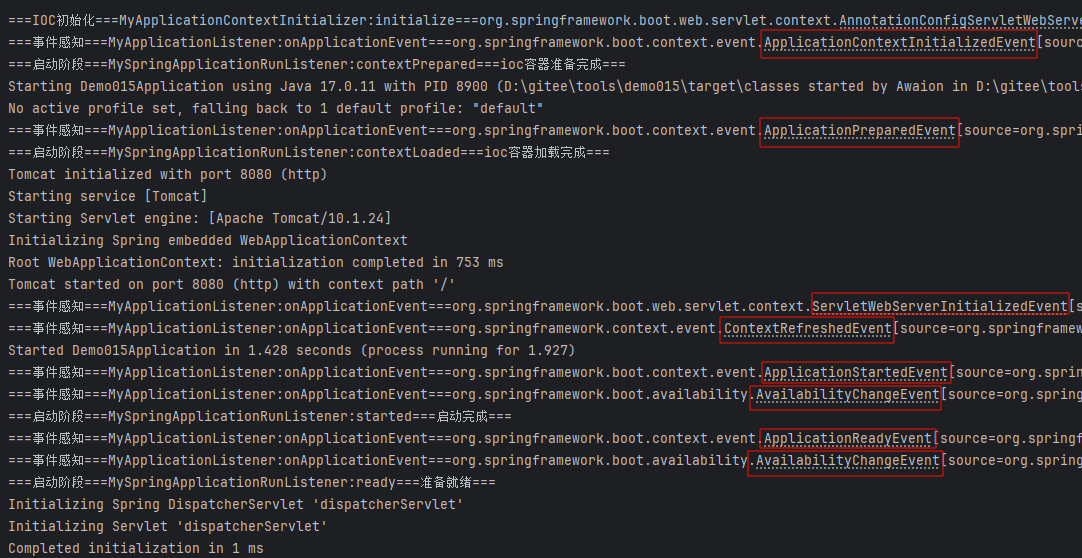 ===IOC初始化===MyApplicationContextInitializer:initialize===org.springframework.boot.web.servlet.context.AnnotationConfigServletWebServe
===事件感知===MyApplicationListener:onApplicationEvent===org.springframework.boot.context.event.ApplicationContextInitializedEvent[sourc
===启动阶段===MySpringApplicationRunListener:contextPrepared===ioc容器准备完成===
Starting Demo015Application using Java 17.0.11 with PID 8900 (D:\gitee\tools\demo015\target\classes started by Awaion in D:\gitee\tools
No active profile set, falling back to 1 default profile: "default"
===事件感知===MyApplicationListener:onApplicationEvent===org.springframework.boot.context.event.ApplicationPreparedEvent[source=org.spri
===启动阶段===MySpringApplicationRunListener:contextLoaded===ioc容器加载完成===
Tomcat initialized with port 8080 (http)
Starting service [Tomcat]
Starting Servlet engine: [Apache Tomcat/10.1.24]
Initializing Spring embedded WebApplicationContext
Root WebApplicationContext: initialization completed in 753 ms
Tomcat started on port 8080 (http) with context path '/'
===事件感知===MyApplicationListener:onApplicationEvent===org.springframework.boot.web.servlet.context.ServletWebServerInitializedEvent[s
===事件感知===MyApplicationListener:onApplicationEvent===org.springframework.context.event.ContextRefreshedEvent[source=org.springframew
Started Demo015Application in 1.428 seconds (process running for 1.927)
===事件感知===MyApplicationListener:onApplicationEvent===org.springframework.boot.context.event.ApplicationStartedEvent[source=org.sprin
===事件感知===MyApplicationListener:onApplicationEvent===org.springframework.boot.availability.AvailabilityChangeEvent[source=org.spring
===启动阶段===MySpringApplicationRunListener:started===启动完成===
===事件感知===MyApplicationListener:onApplicationEvent===org.springframework.boot.context.event.ApplicationReadyEvent[source=org.springf
===事件感知===MyApplicationListener:onApplicationEvent===org.springframework.boot.availability.AvailabilityChangeEvent[source=org.spring
===启动阶段===MySpringApplicationRunListener:ready===准备就绪===
Initializing Spring DispatcherServlet 'dispatcherServlet'
Initializing Servlet 'dispatcherServlet'
Completed initialization in 1 ms